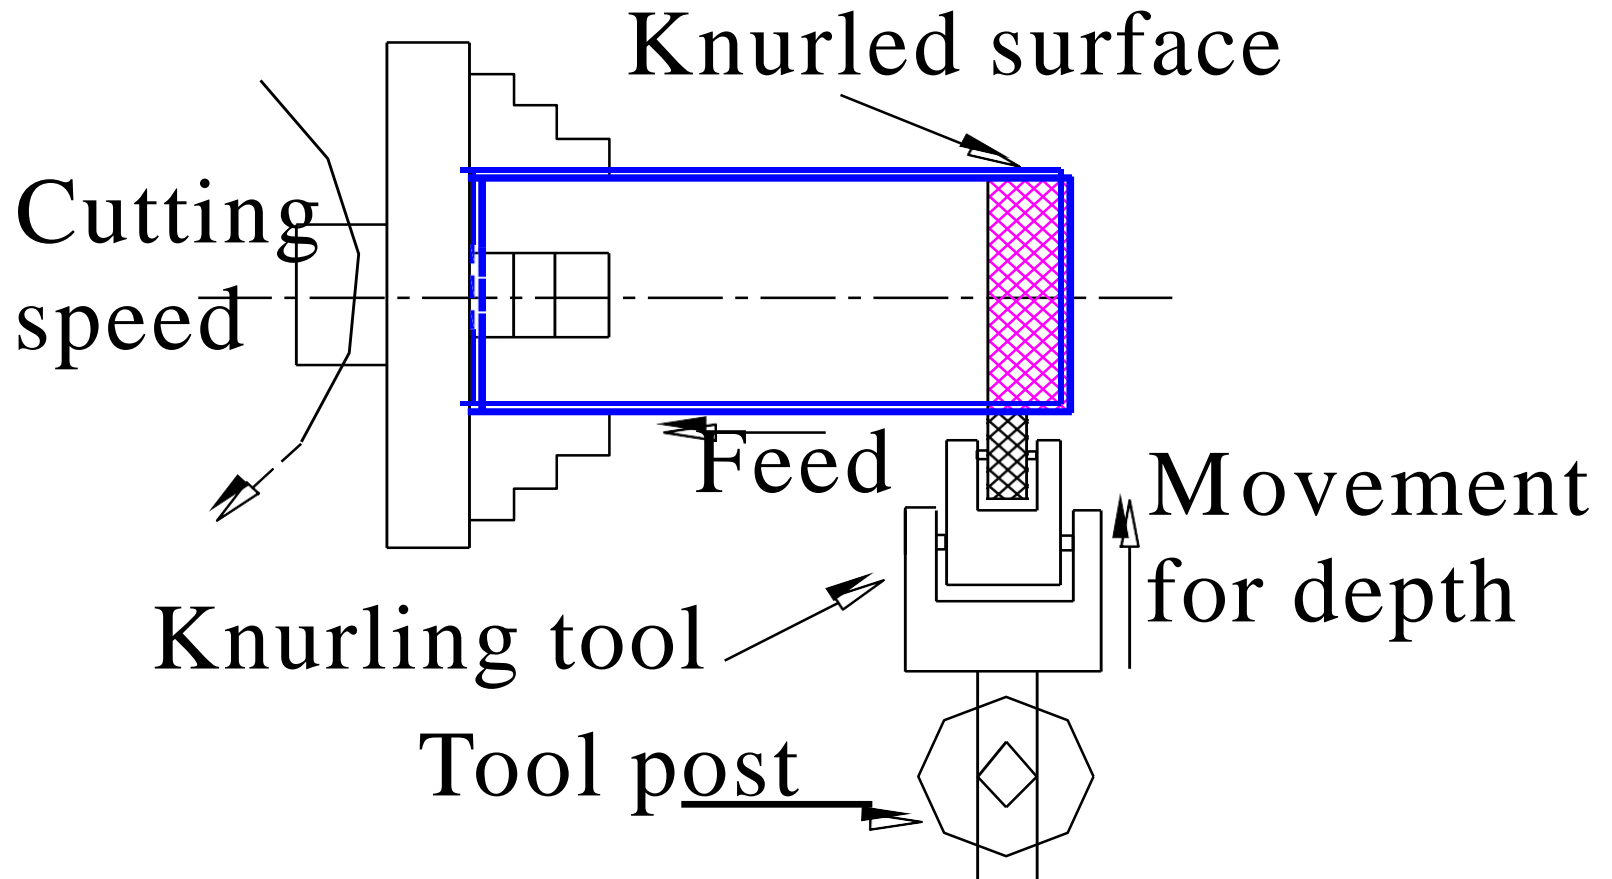 Knurled surface
Cutting
speed
Feed
Movement
for depth
Knurling tool
Tool post